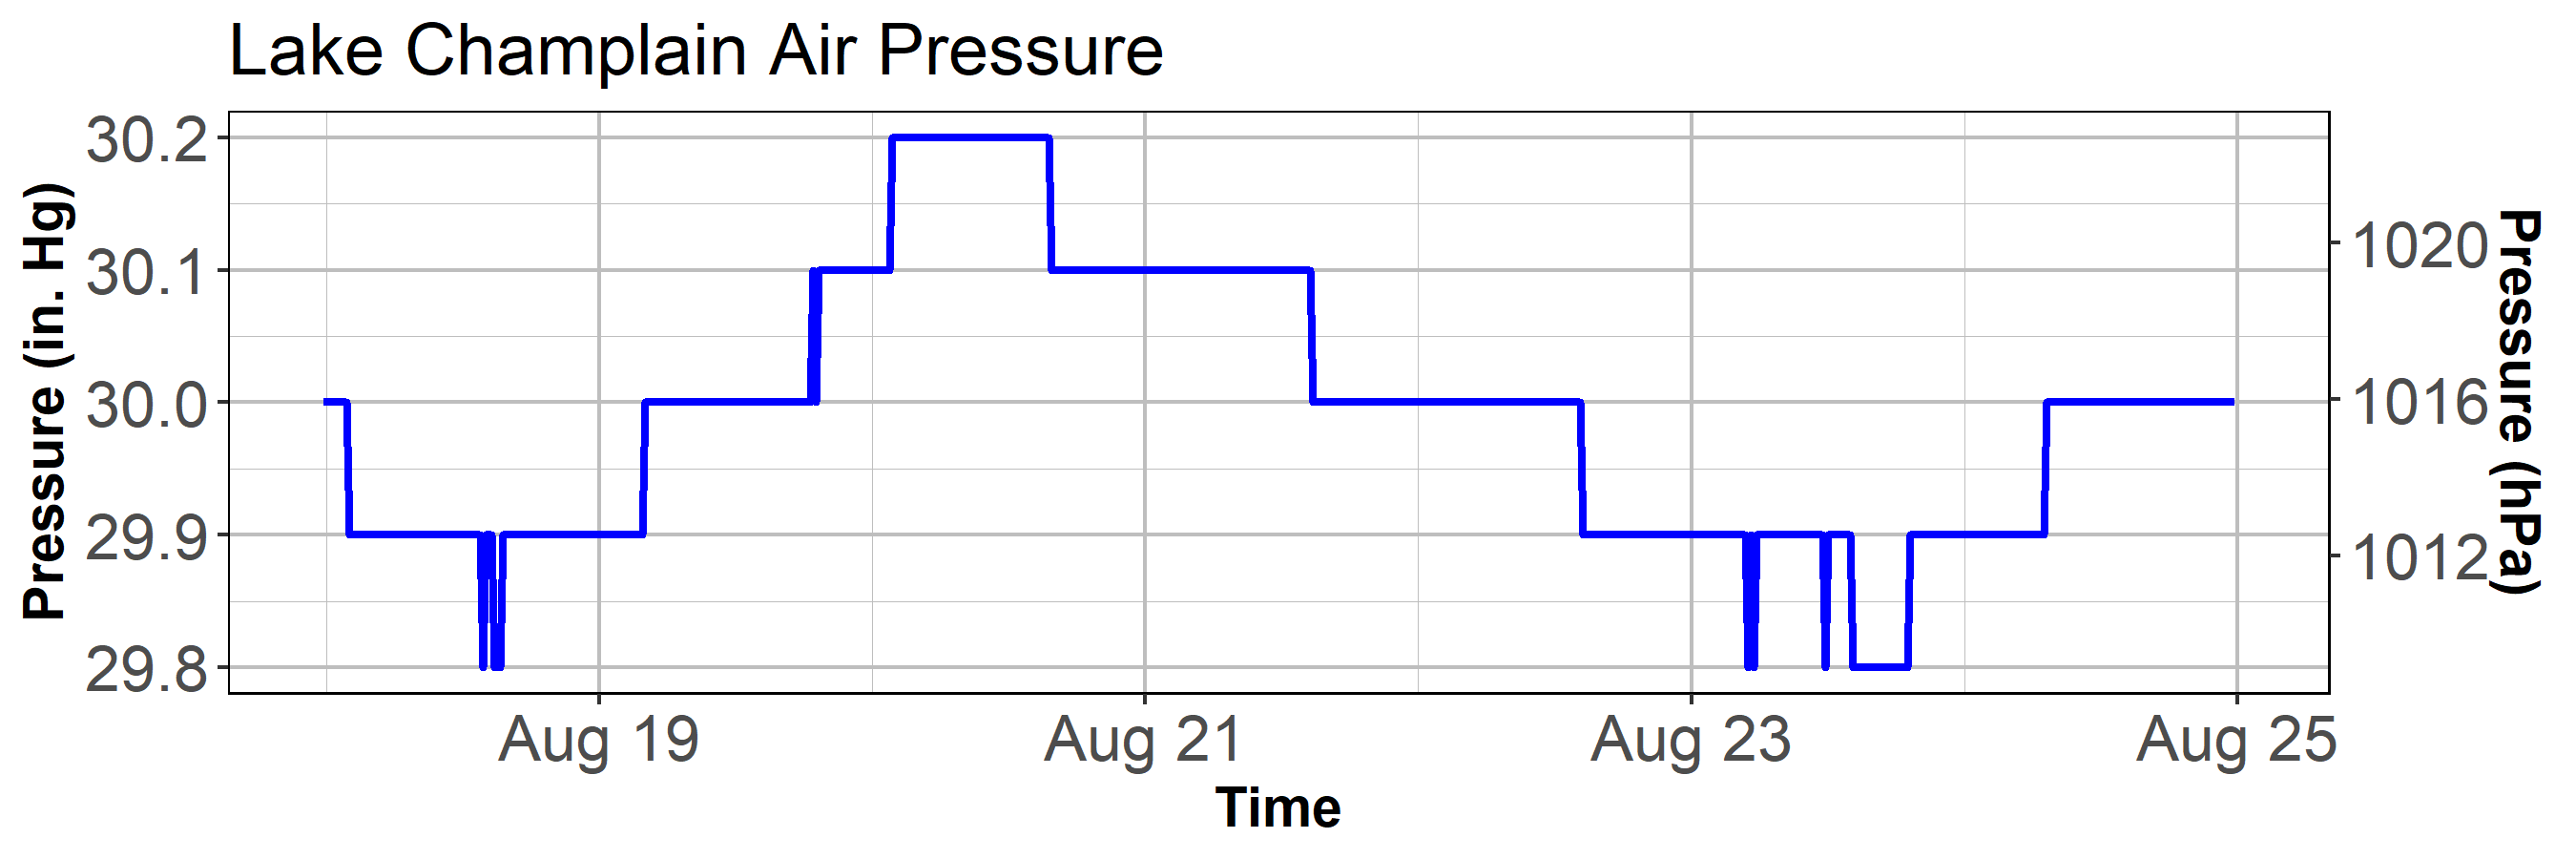 Lake Champlain Air Pressure
Pressure (in. Hg)
30.2
30.1
30.0
29.9
29.8
1020
1016
1012
Pressure (hPa)
Aug 19
Aug 21
Aug 23
Aug 25
Time